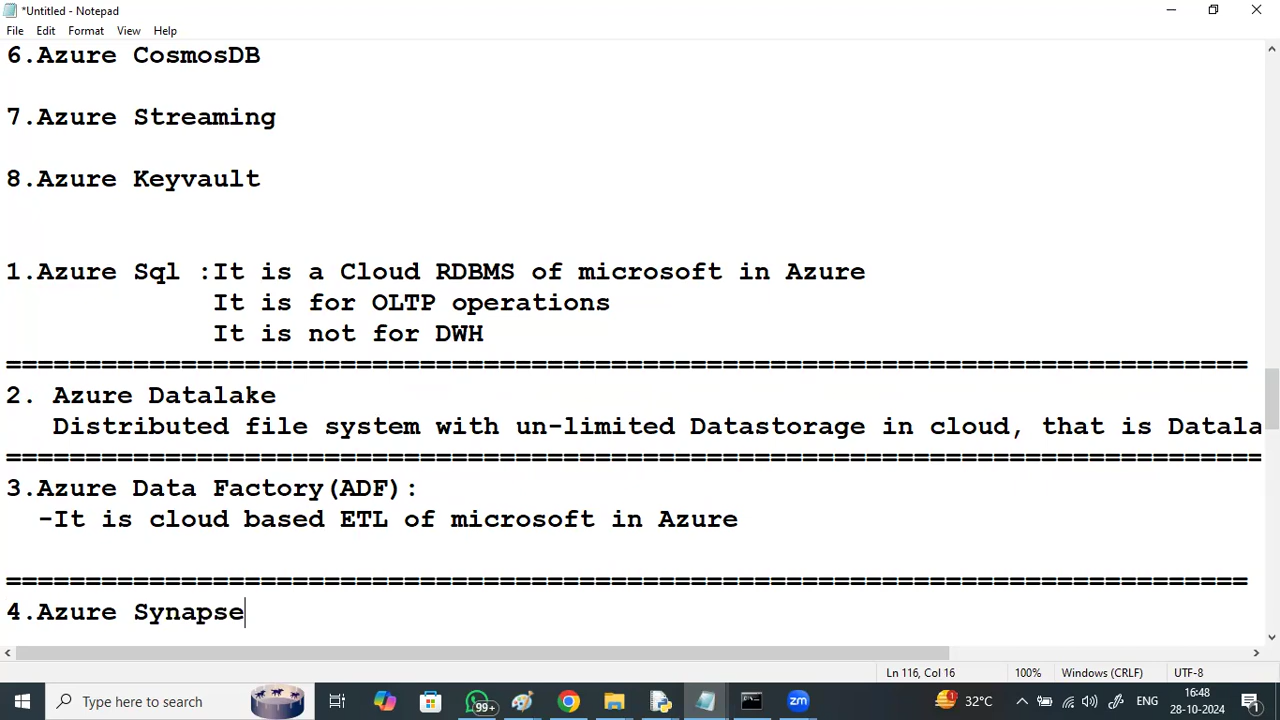 *Untitled - Notepad
File Edit Format View Help
6.Azure CosmosDB
7.Azure Streaming
8.Azure Keyvault
1.Azure Sql :It is a Cloud RDBMS of microsoft in Azure
It is for OLTP operations
It is not for DWH
==============================================================================
2. Azure Datalake
Distributed file system with un-limited Datastorage in cloud, that is Datala
===============================================================================
3.Azure Data Factory(ADF):
-It is cloud based ETL of microsoft in Azure
==============================================================================
4.Azure Synapse
Ln 116, Col 16 100% Windows (CRLF) UTF-8
Type here to search 99+ zm 32°C ENG 16:48 28-10-2024 1